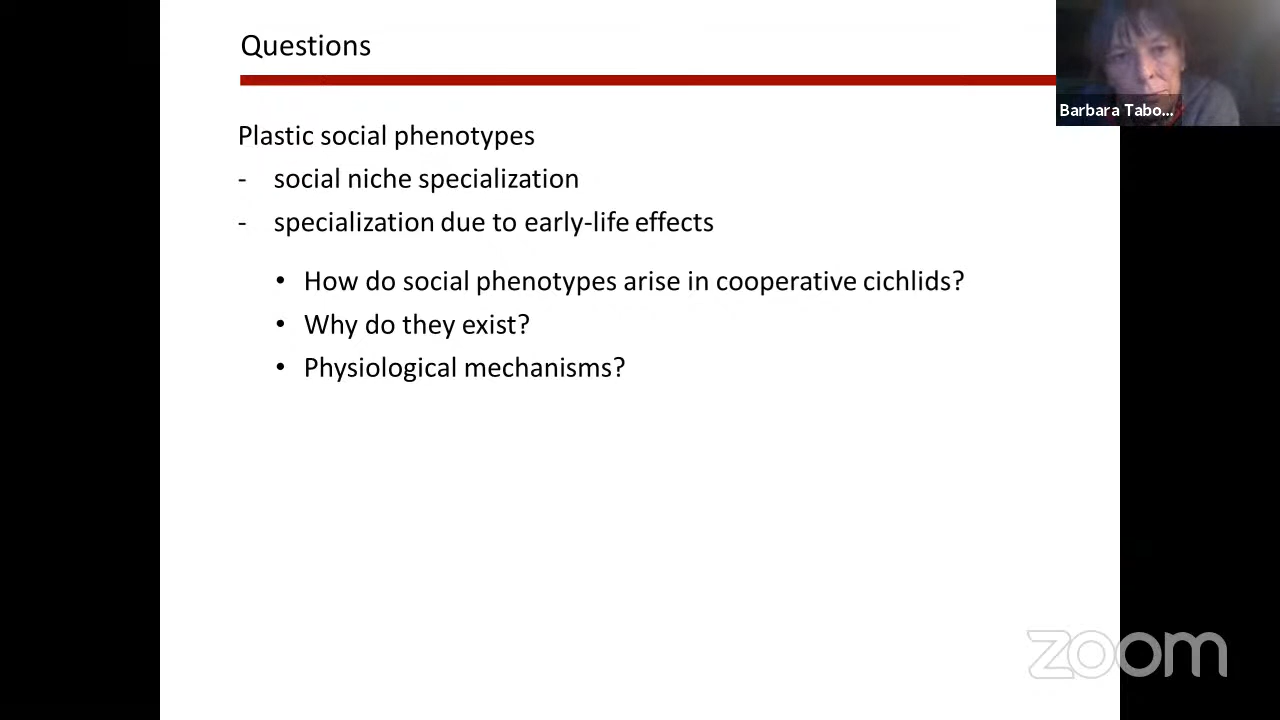 Questions
Barbara Tabo...
Plastic social phenotypes
- social niche specialization
- specialization due to early-life effects
• How do social phenotypes arise in cooperative cichlids?
• Why do they exist?
• Physiological mechanisms?
zoom